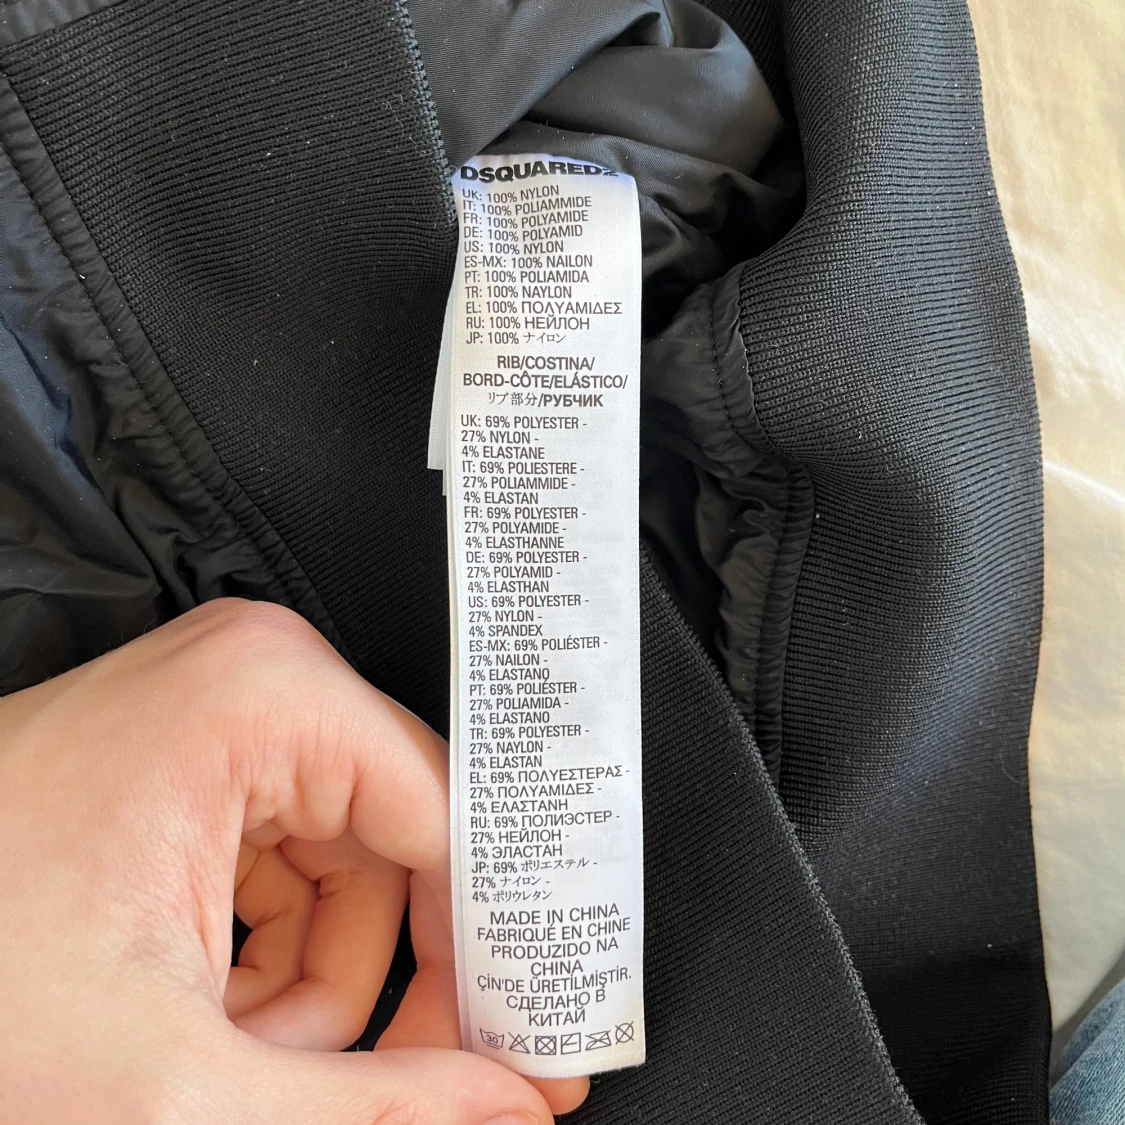 DSQUARED2
UK: 100% NYLON
IT: 100% POLIAMMIDE
FR: 100% POLYAMIDE
DE: 100% POLYAMID
US: 100% NYLON
ES-MX: 100% NAILON
PT: 100% POLIAMIDA
TR: 100% NAYLON
EL: 100% ΠΟΛΥΑΜΙΔΕΣ
RU: 100% НЕЙЛОН
JP: 100% ナイロン
RIB/COSTINA/
BORD-CÔTE/ELÁSTICO/
リブ部分/РУБЧИК
UK: 69% POLYESTER -
27% NYLON -
4% ELASTANE
IT: 69% POLIESTERE -
27% POLIAMMIDE -
4% ELASTAN
FR: 69% POLYESTER -
27% POLYAMIDE -
4% ELASTHANNE
DE: 69% POLYESTER -
27% POLYAMID -
4% ELASTHAN
US: 69% POLYESTER -
27% NYLON -
4% SPANDEX
ES-MX: 69% POLIÉSTER -
27% NAILON -
4% ELASTANO
PT: 69% POLIÉSTER -
27% POLIAMIDA -
4% ELASTANO
TR: 69% POLYESTER -
27% NAYLON -
4% ELASTAN
EL: 69% ΠΟΛΥΕΣΤΕΡΑΣ -
27% ΠΟΛΥΑΜΙΔΕΣ -
4% ΕΛΑΣΤΑΝΗ
RU: 69% ПОЛИЭСТЕР -
27% НЕЙЛОН -
4% ЭЛАСТАН
JP: 69% ポリエステル -
27% ナイロン -
4% ポリウレタン
MADE IN CHINA
FABRIQUÉ EN CHINE
PRODUZIDO NA
CHINA
ÇİN'DE ÜRETİLMİŞTİR.
СДЕЛАНО В
КИТАЙ
30